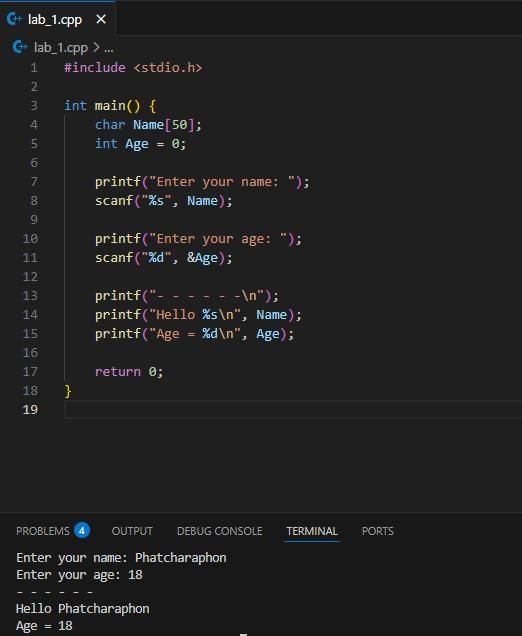 lab_1.cpp
lab_1.cpp > ...
1 #include <stdio.h>
2
3 int main() {
4     char Name[50];
5     int Age = 0;
6
7     printf("Enter your name: ");
8     scanf("%s", Name);
9
10     printf("Enter your age: ");
11     scanf("%d", &Age);
12
13     printf("- - - - - -\n");
14     printf("Hello %s\n", Name);
15     printf("Age = %d\n", Age);
16
17     return 0;
18 }
19
PROBLEMS 4 OUTPUT DEBUG CONSOLE TERMINAL PORTS
Enter your name: Phatcharaphon
Enter your age: 18
- - - - - -
Hello Phatcharaphon
Age = 18